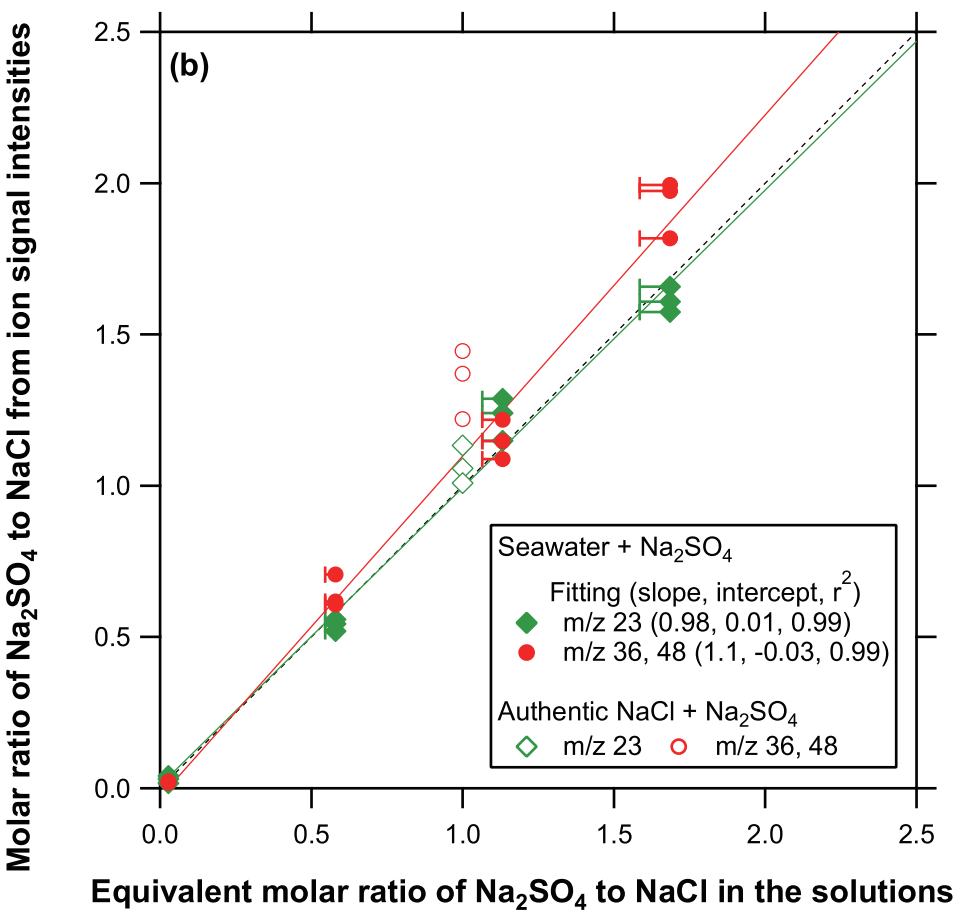 Molar ratio of Na₂SO₄ to NaCl from ion signal intensities
2.5
(b)
2.0
1.5
1.0
0.5
0.0
Seawater + Na₂SO₄
Fitting (slope, intercept, r²)
m/z 23 (0.98, 0.01, 0.99)
m/z 36, 48 (1.1, -0.03, 0.99)
Authentic NaCl + Na₂SO₄
m/z 23 m/z 36, 48
0.0 0.5 1.0 1.5 2.0 2.5
Equivalent molar ratio of Na₂SO₄ to NaCl in the solutions